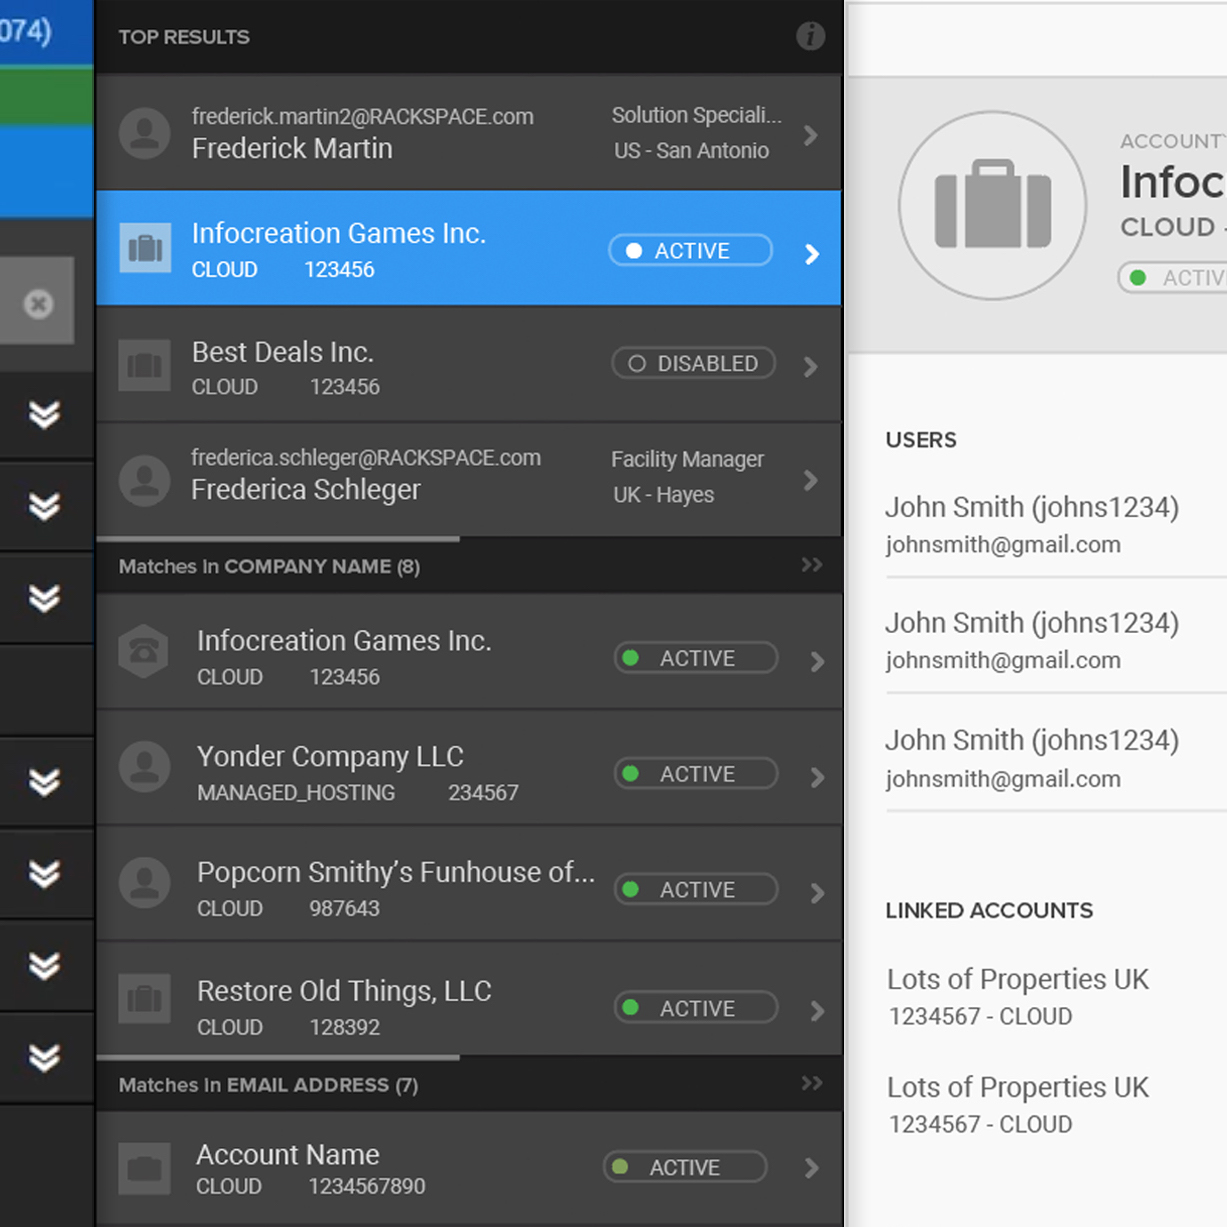 074)
TOP RESULTS
frederick.martin2@RACKSPACE.com
Solution Speciali...
Frederick Martin
US - San Antonio
Infocreation Games Inc.
ACTIVE
CLOUD 123456
Best Deals Inc.
DISABLED
CLOUD 123456
frederica.schleger@RACKSPACE.com
Facility Manager
Frederica Schleger
UK - Hayes
Matches In COMPANY NAME (8)
Infocreation Games Inc.
ACTIVE
CLOUD 123456
Yonder Company LLC
ACTIVE
MANAGED_HOSTING 234567
Popcorn Smithy’s Funhouse of...
ACTIVE
CLOUD 987643
Restore Old Things, LLC
ACTIVE
CLOUD 128392
Matches In EMAIL ADDRESS (7)
Account Name
ACTIVE
CLOUD 1234567890
ACCOUNT
Infoc
CLOUD -
ACTIV
USERS
John Smith (johns1234)
johnsmith@gmail.com
John Smith (johns1234)
johnsmith@gmail.com
John Smith (johns1234)
johnsmith@gmail.com
LINKED ACCOUNTS
Lots of Properties UK
1234567 - CLOUD
Lots of Properties UK
1234567 - CLOUD